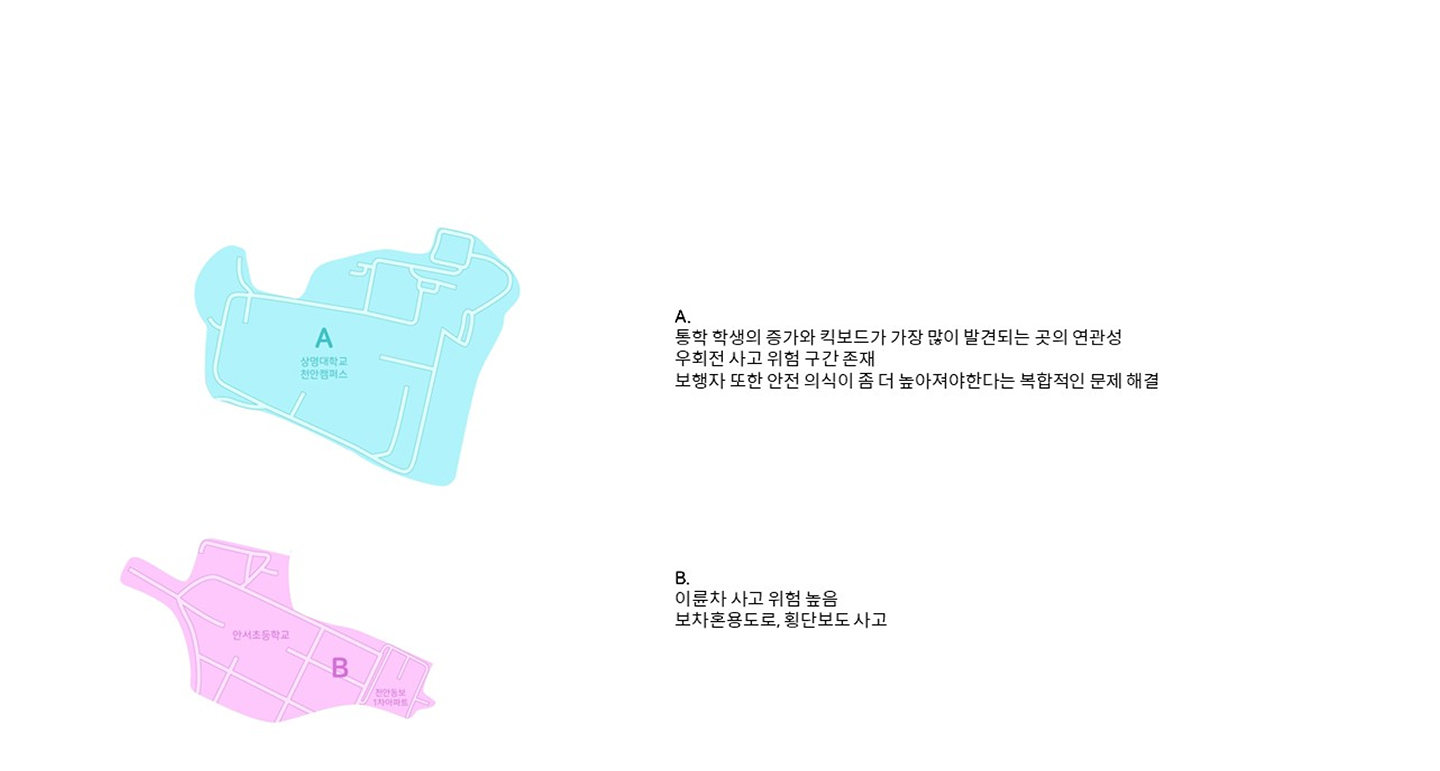 A
상명대학교
천안캠퍼스
A.
통학 학생의 증가와 킥보드가 가장 많이 발견되는 곳의 연관성
우회전 사고 위험 구간 존재
보행자 또한 안전 의식이 좀 더 높아져야한다는 복합적인 문제 해결
안서초등학교
B
천안동보
1차아파트
B.
이륜차 사고 위험 높음
보차혼용도로, 횡단보도 사고